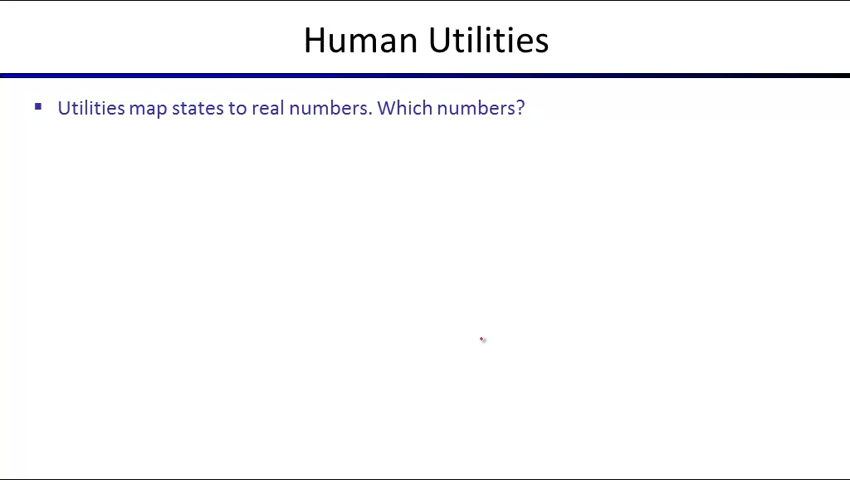 Human Utilities
Utilities map states to real numbers. Which numbers?